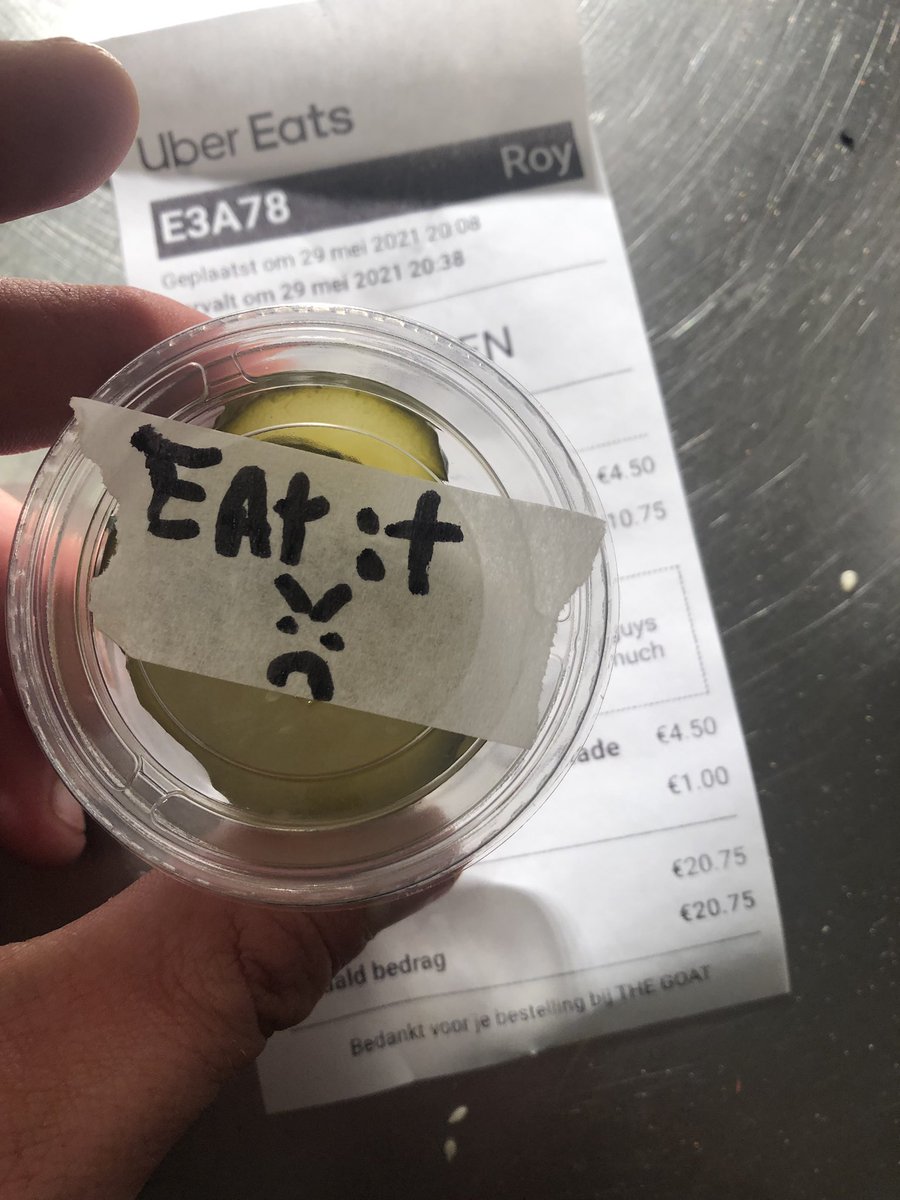 Uber Eats
E3A78 Roy
Geplaatst om 29 mei 2021 20:08
rvalt om 29 mei 2021 20:38
EN
EAt it
€4.50
10.75
guys
much
ade €4.50
€1.00
€20.75
€20.75
ald bedrag
Bedankt voor je bestelling bij THE GOAT